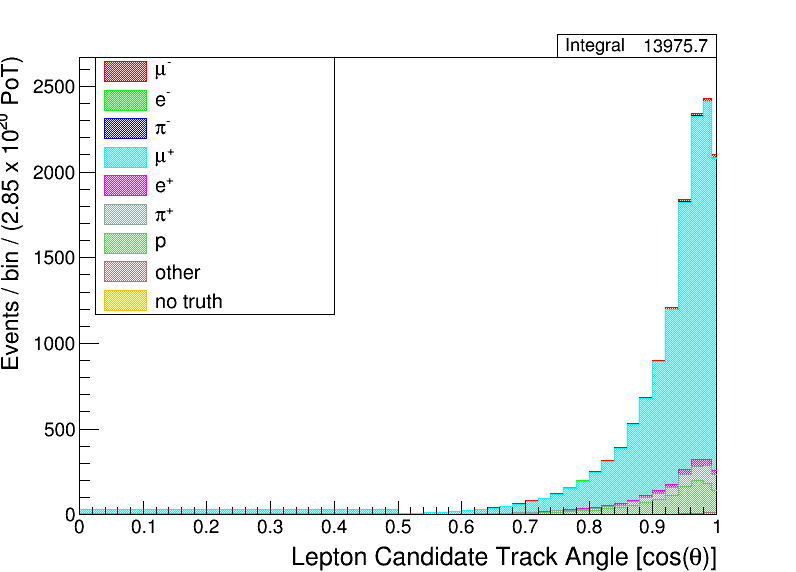 Integral 13975.7
Events / bin / (2.85 x 10²⁰ PoT)
2500
2000
1500
1000
500
0
μ⁻
e⁻
π⁻
μ⁺
e⁺
π⁺
p
other
no truth
0 0.1 0.2 0.3 0.4 0.5 0.6 0.7 0.8 0.9 1
Lepton Candidate Track Angle [cos(θ)]